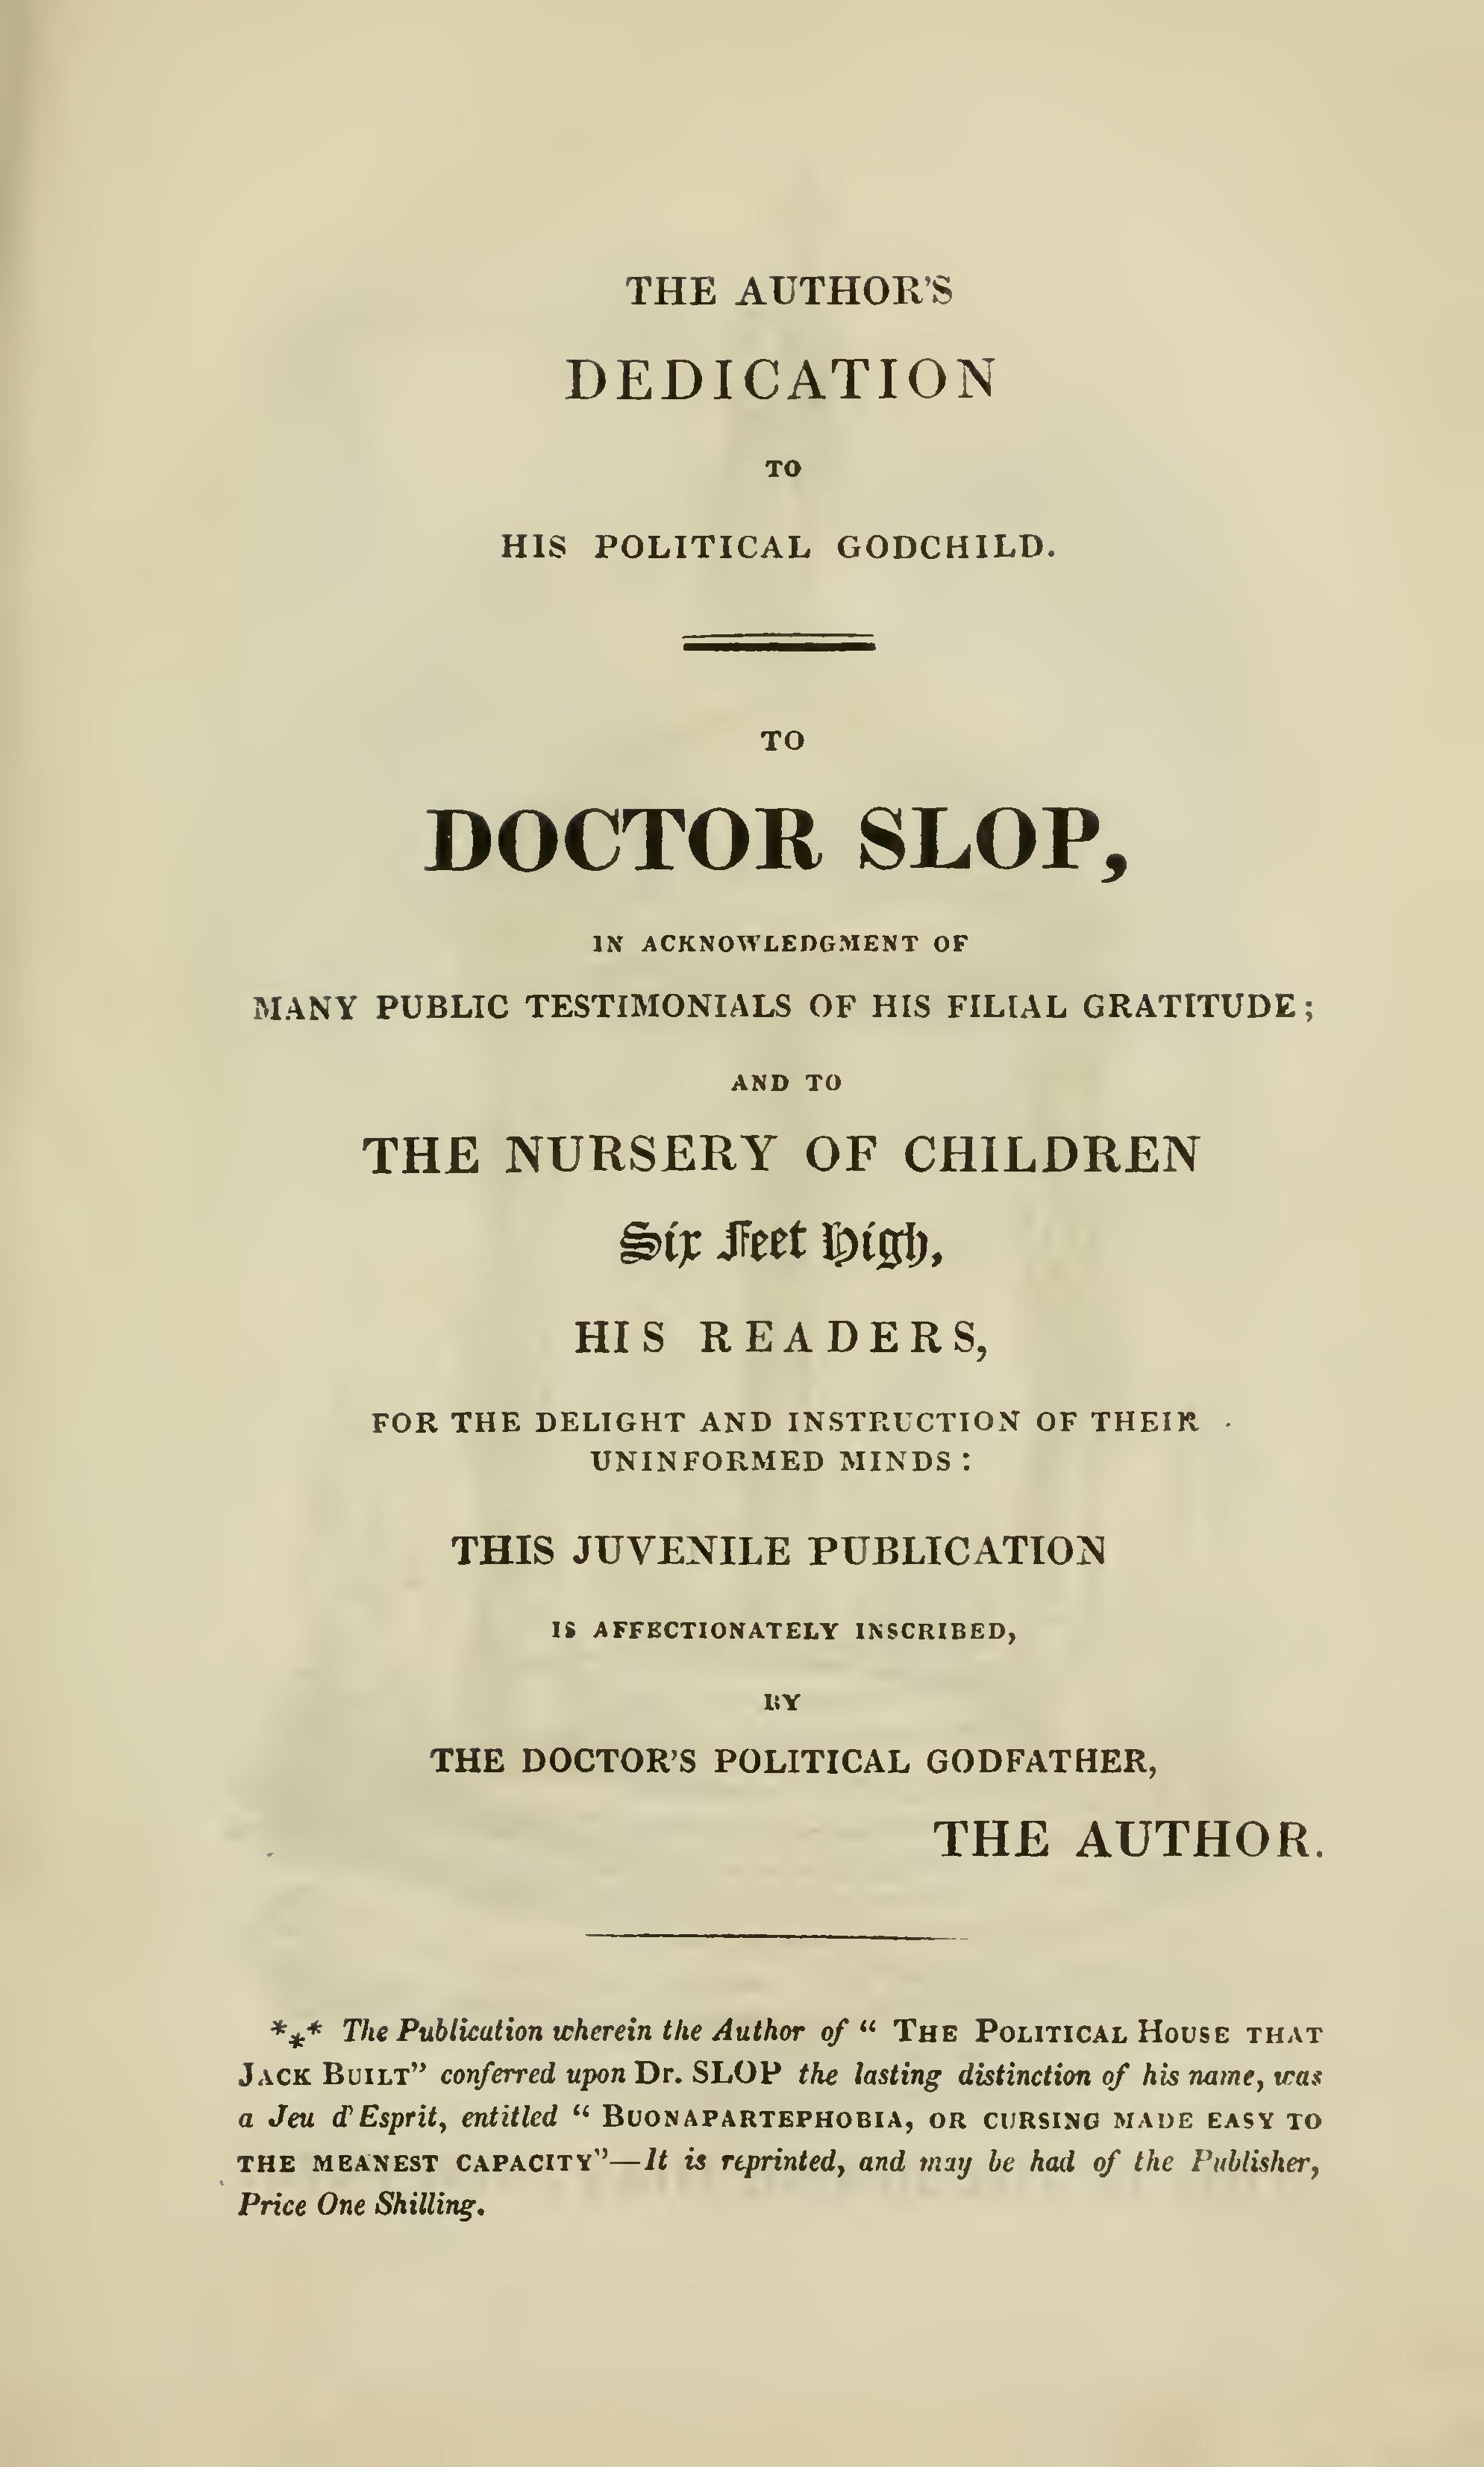 THE AUTHOR'S
DEDICATION
TO
HIS POLITICAL GODCHILD.
TO
DOCTOR SLOP,
IN ACKNOWLEDGMENT OF
MANY PUBLIC TESTIMONIALS OF HIS FILIAL GRATITUDE;
AND TO
THE NURSERY OF CHILDREN
Six Feet High,
HIS READERS,
FOR THE DELIGHT AND INSTRUCTION OF THEIR
UNINFORMED MINDS:
THIS JUVENILE PUBLICATION
IS AFFECTIONATELY INSCRIBED,
BY
THE DOCTOR'S POLITICAL GODFATHER,
THE AUTHOR.
*⁎* The Publication wherein the Author of “ THE POLITICAL HOUSE THAT
JACK BUILT” conferred upon Dr. SLOP the lasting distinction of his name, was
a Jeu d'Esprit, entitled “ BUONAPARTEPHOBIA, OR CURSING MADE EASY TO
THE MEANEST CAPACITY”—It is reprinted, and may be had of the Publisher,
Price One Shilling.